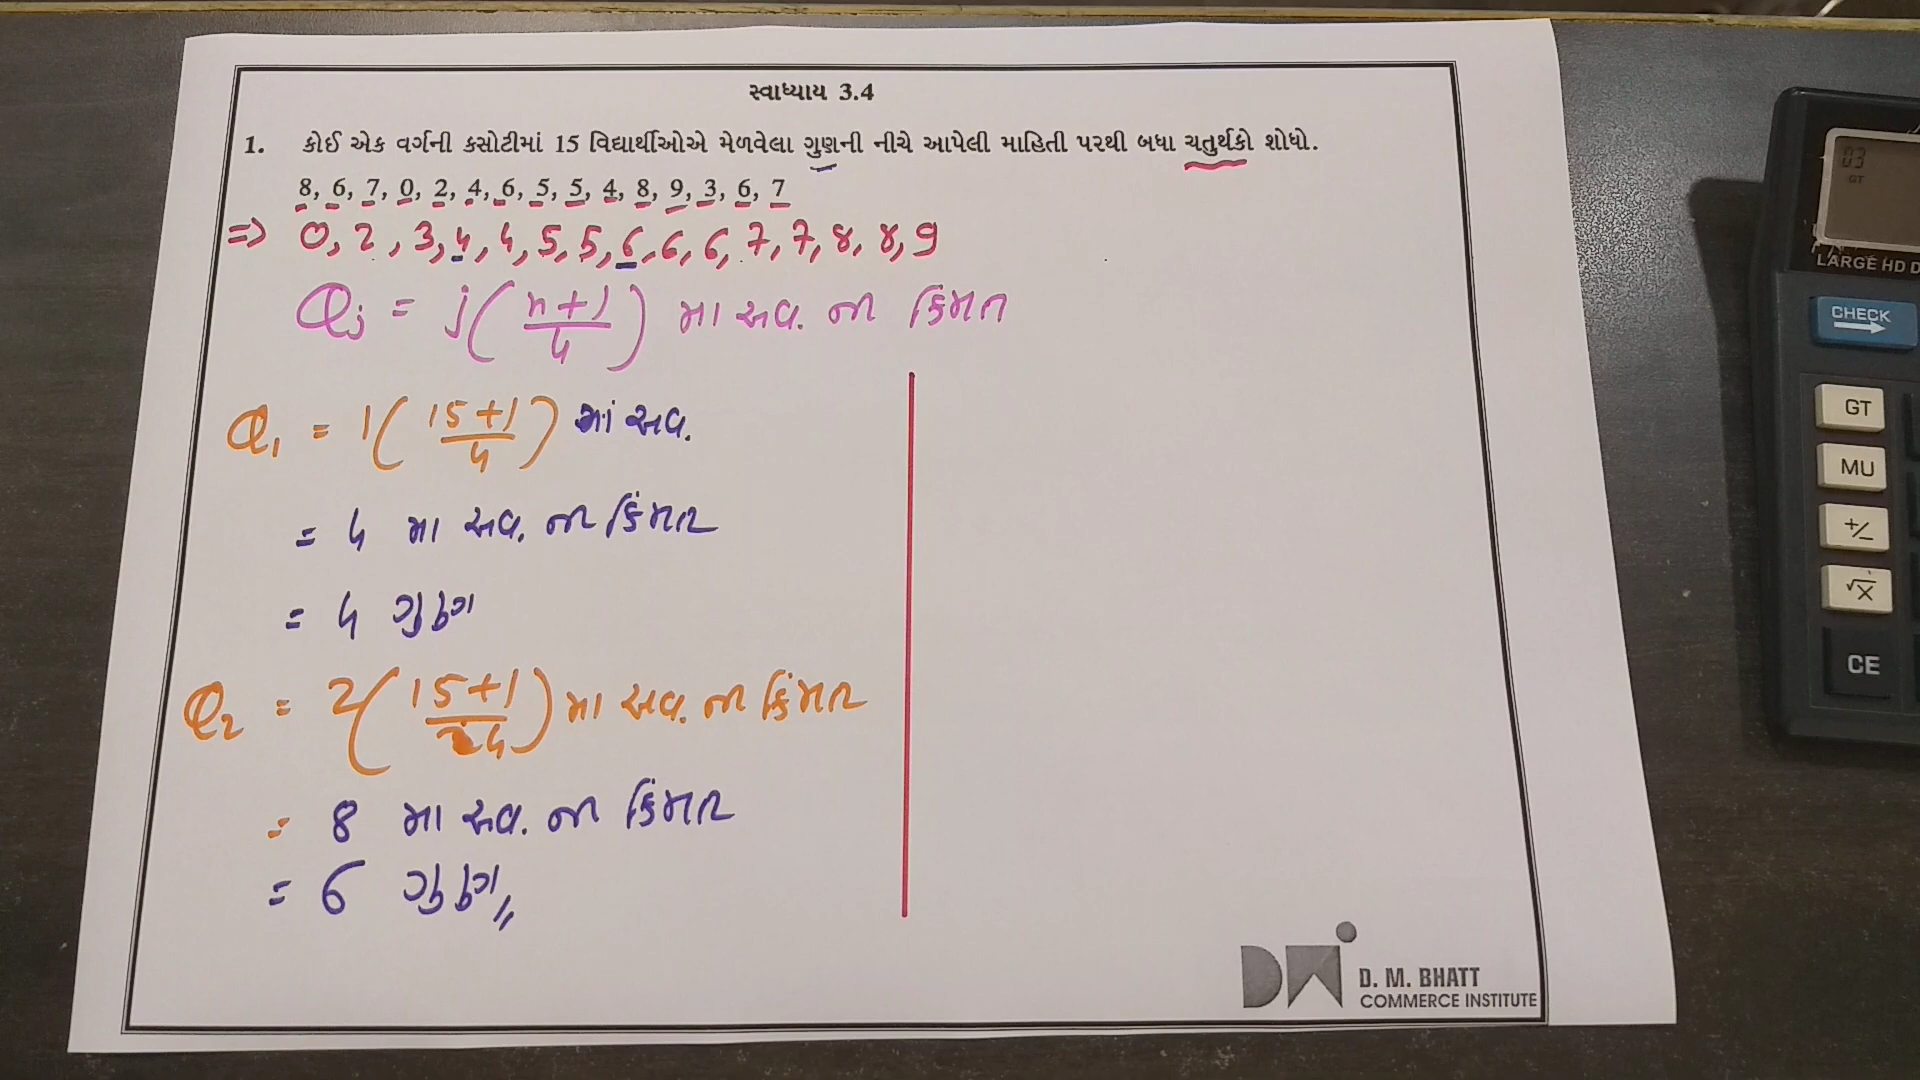 સ્વાધ્યાય 3.4
1. કોઈ એક વર્ગની કસોટીમાં 15 વિદ્યાર્થીઓએ મેળવેલા ગુણની નીચે આપેલી માહિતી પરથી બધા ચતુર્થકો શોધો.
8, 6, 7, 0, 2, 4, 6, 5, 5, 4, 8, 9, 3, 6, 7
=> 0, 2, 3, 4, 4, 5, 5, 6, 6, 6, 7, 7, 8, 8, 9
Qj = j(n+1/4) મા અવ. ની કિંમત
Q1 = 1(15+1/4) માં અવ.
= 4 મા અવ. ની કિંમત
= 4 ગુણ
Q2 = 2(15+1/4) મા અવ. ની કિંમત
= 8 મા અવ. ની કિંમત
= 6 ગુણ
D. M. BHATT
COMMERCE INSTITUTE
LARGE HD D
CHECK
GT
MU
+/-
√X
CE